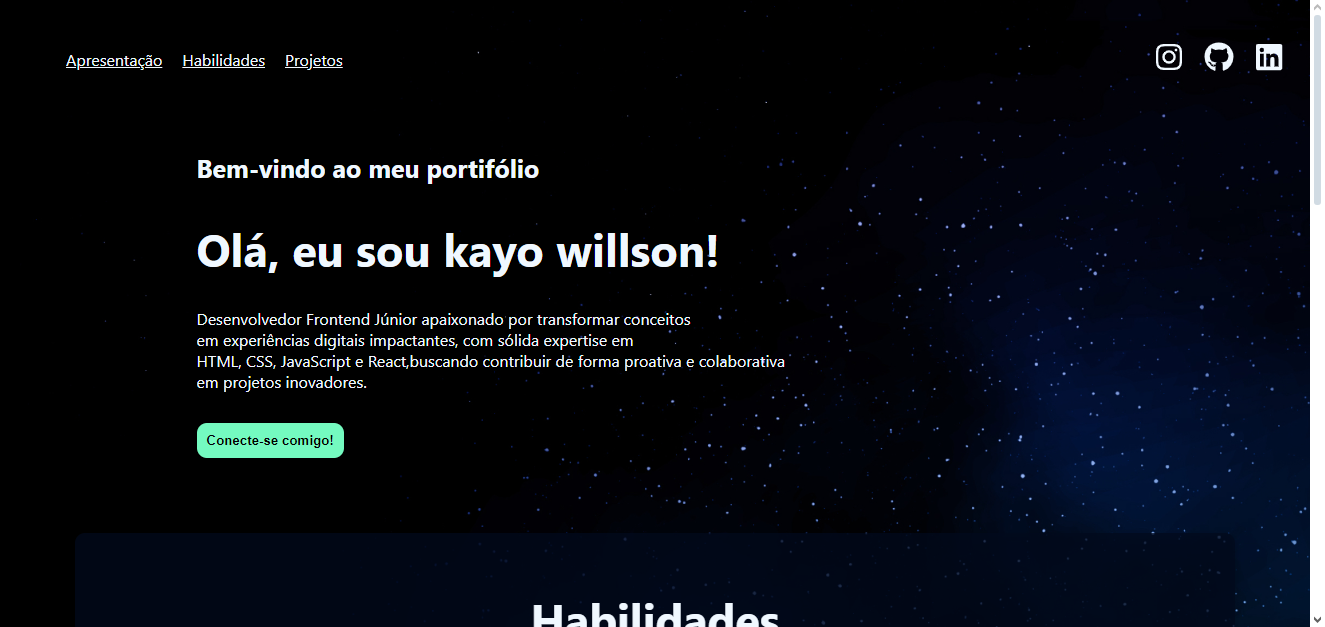 Apresentação Habilidades Projetos
Bem-vindo ao meu portifólio
Olá, eu sou kayo willson!
Desenvolvedor Frontend Júnior apaixonado por transformar conceitos
em experiências digitais impactantes, com sólida expertise em
HTML, CSS, JavaScript e React,buscando contribuir de forma proativa e colaborativa
em projetos inovadores.
Conecte-se comigo!
Habilidades